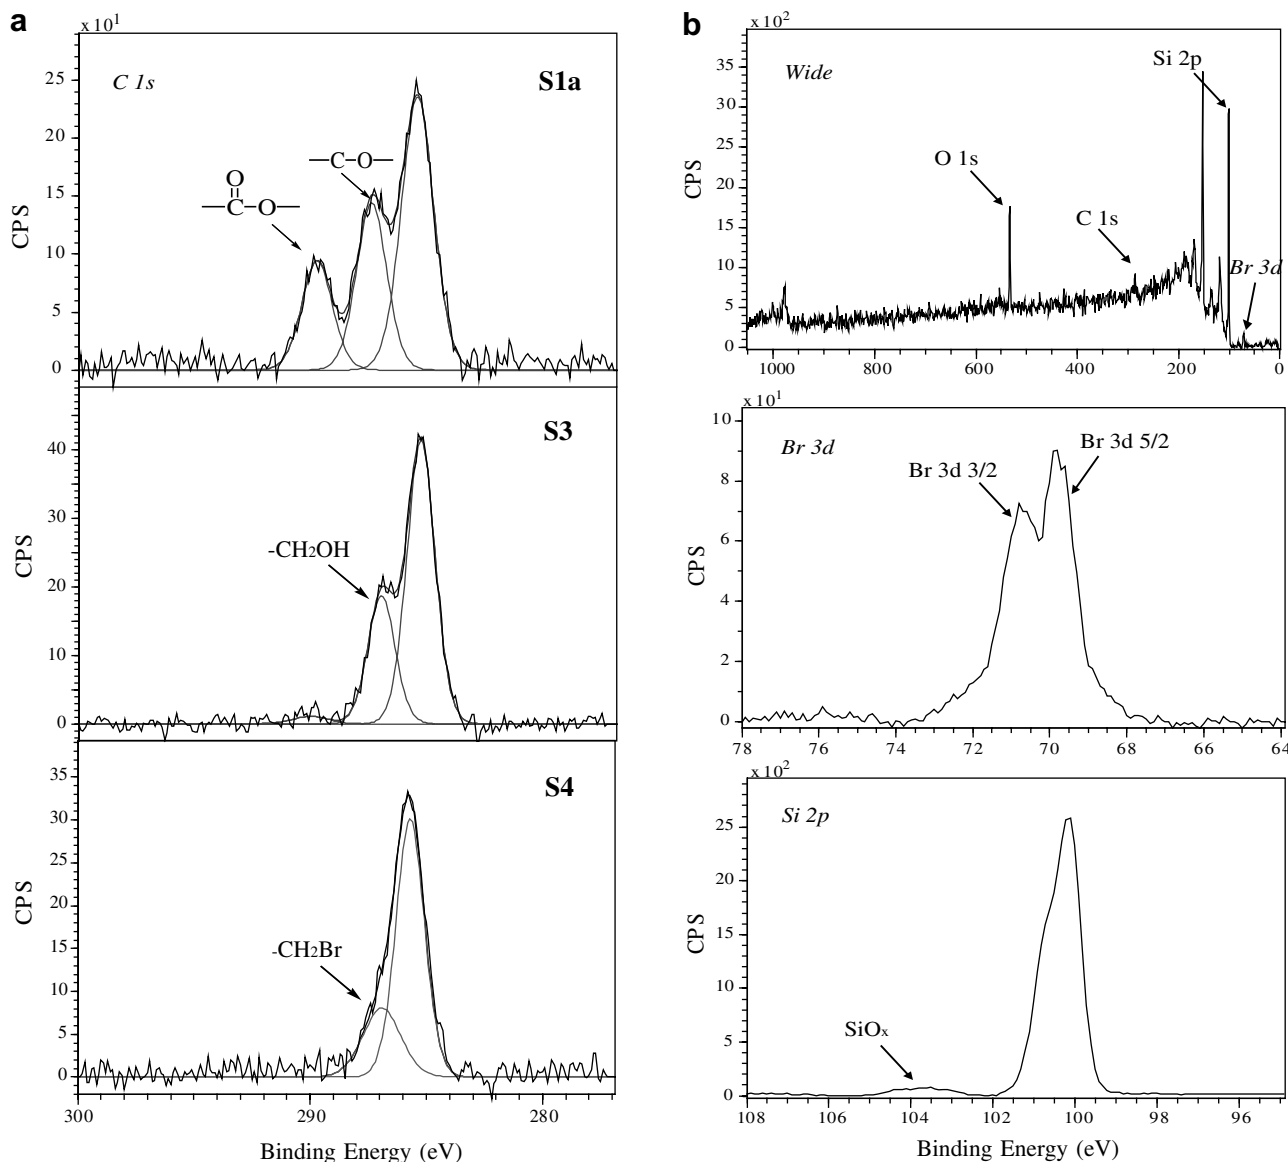 a
x 10¹
C 1s
S1a
25
20
15
10
5
0
CPS
O
—C—O—
—C—O—
S3
40
30
20
10
0
CPS
-CH₂OH
S4
35
30
25
20
15
10
5
0
CPS
-CH₂Br
300
290
280
Binding Energy (eV)
b
x 10²
Wide
Si 2p
O 1s
C 1s
Br 3d
35
30
25
20
15
10
5
0
CPS
1000
800
600
400
200
0
x 10¹
Br 3d
Br 3d 3/2
Br 3d 5/2
10
8
6
4
2
0
CPS
78
76
74
72
70
68
66
64
x 10²
Si 2p
SiOₓ
25
20
15
10
5
0
CPS
108
106
104
102
100
98
96
Binding Energy (eV)